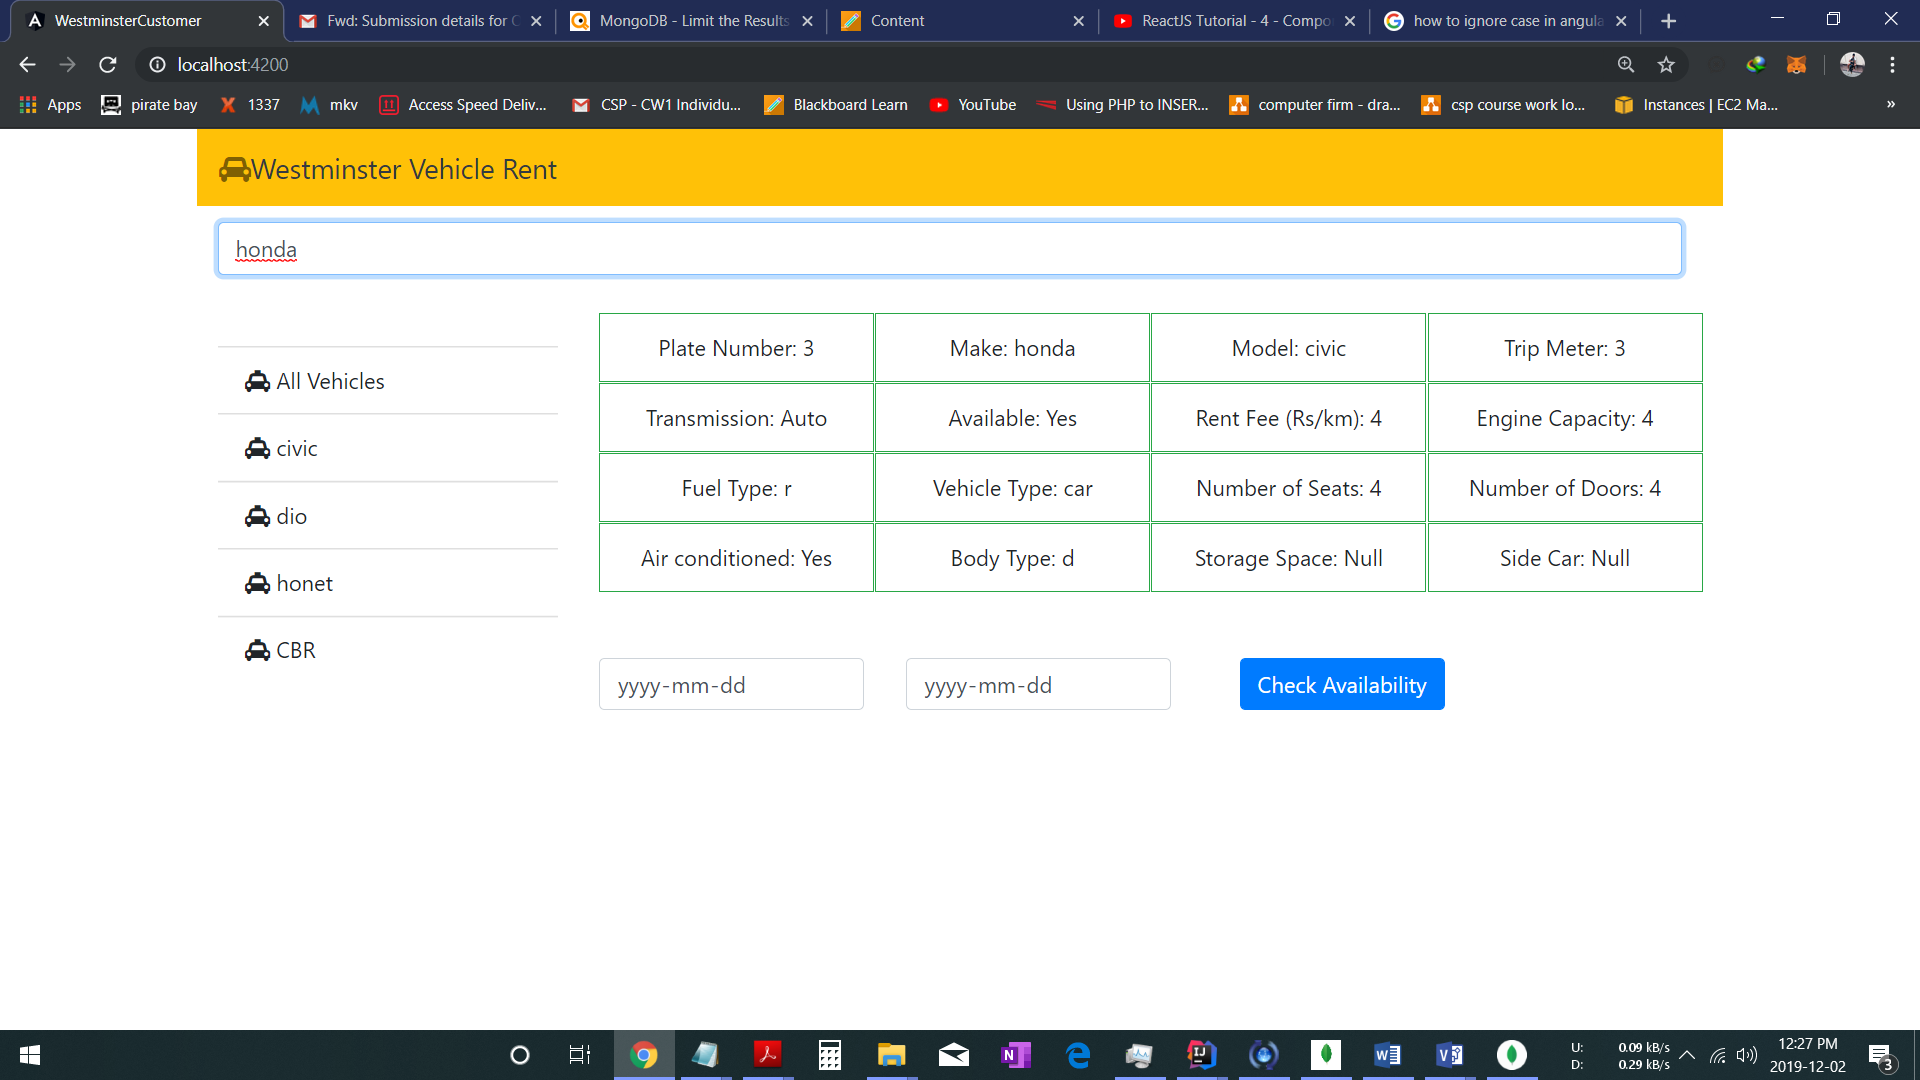 WestminsterCustomer
Fwd: Submission details for
MongoDB - Limit the Results
Content
ReactJS Tutorial - 4 - Compo
how to ignore case in angula
localhost:4200
Apps
pirate bay
1337
mkv
Access Speed Deliv...
CSP - CW1 Individu...
Blackboard Learn
YouTube
Using PHP to INSER...
computer firm - dra...
csp course work lo...
Instances | EC2 Ma...
»
Westminster Vehicle Rent
honda
Plate Number: 3
Make: honda
Model: civic
Trip Meter: 3
All Vehicles
Transmission: Auto
Available: Yes
Rent Fee (Rs/km): 4
Engine Capacity: 4
civic
Fuel Type: r
Vehicle Type: car
Number of Seats: 4
Number of Doors: 4
dio
Air conditioned: Yes
Body Type: d
Storage Space: Null
Side Car: Null
honet
CBR
yyyy-mm-dd
yyyy-mm-dd
Check Availability
U: 0.09 kB/s
D: 0.29 kB/s
12:27 PM
2019-12-02
3